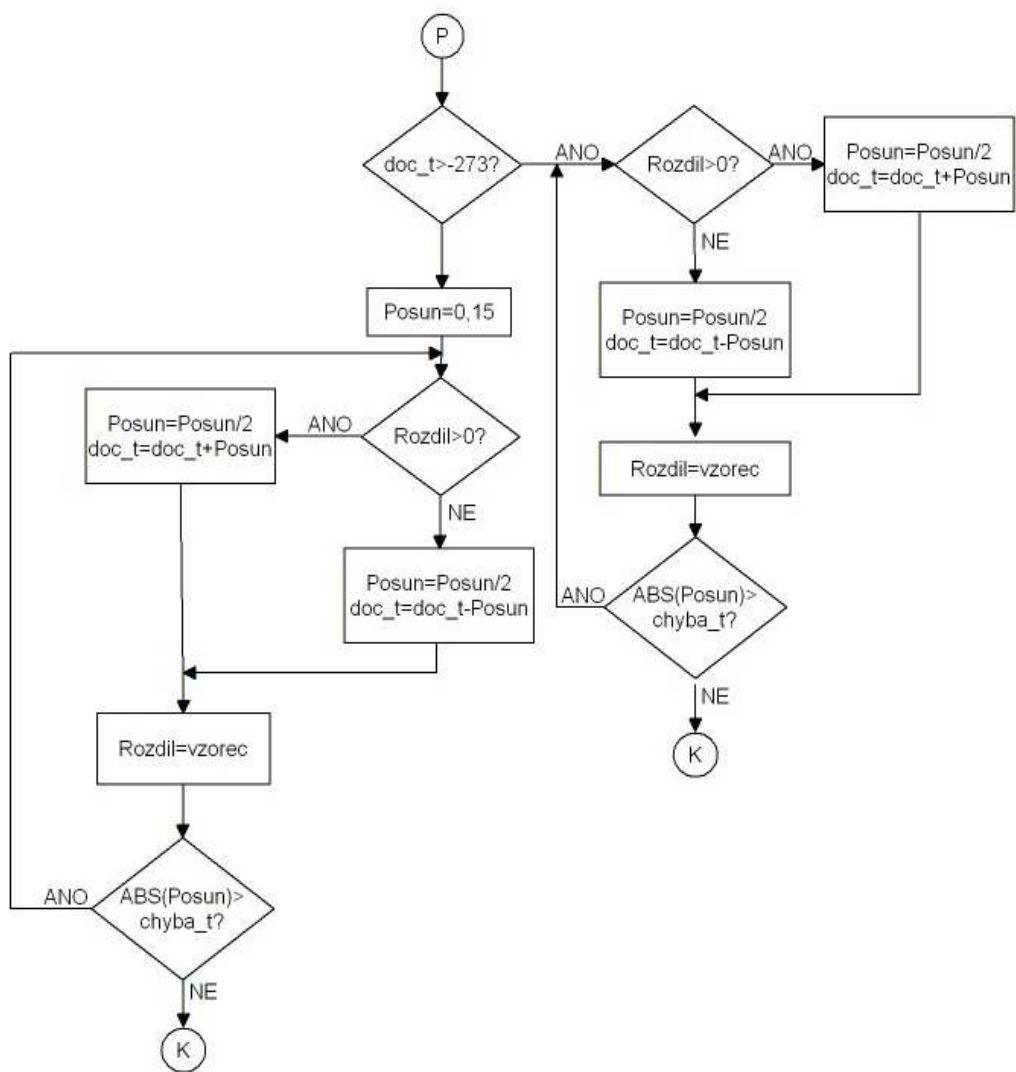 P
doc_t>-273?
ANO
Rozdil>0?
ANO
Posun=Posun/2
doc_t=doc_t+Posun
NE
Posun=Posun/2
doc_t=doc_t-Posun
Rozdil=vzorec
ABS(Posun)>
chyba_t?
ANO
NE
K
Posun=0,15
Rozdil>0?
ANO
Posun=Posun/2
doc_t=doc_t+Posun
NE
Posun=Posun/2
doc_t=doc_t-Posun
Rozdil=vzorec
ABS(Posun)>
chyba_t?
ANO
NE
K